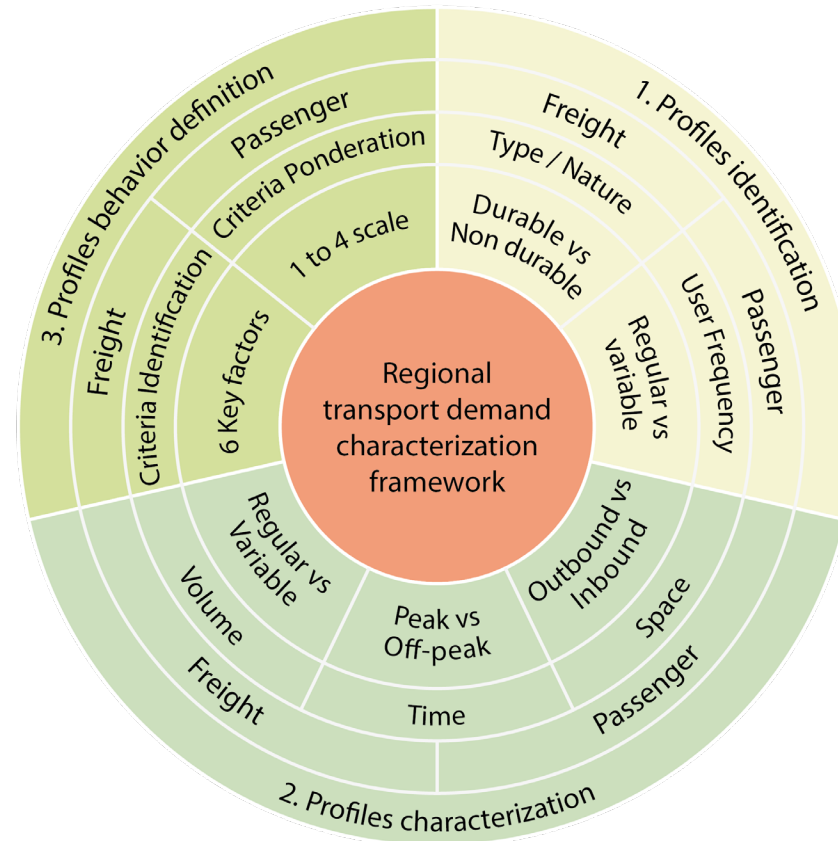 Regional
transport demand
characterization
framework
1. Profiles identification
Freight
Type / Nature
Durable vs
Non durable
Passenger
User Frequency
Regular vs
variable
2. Profiles characterization
Passenger
Space
Outbound vs
Inbound
Time
Peak vs
Off-peak
Freight
Volume
Regular vs
Variable
3. Profiles behavior definition
Freight
Criteria Identification
6 Key factors
Passenger
Criteria Ponderation
1 to 4 scale